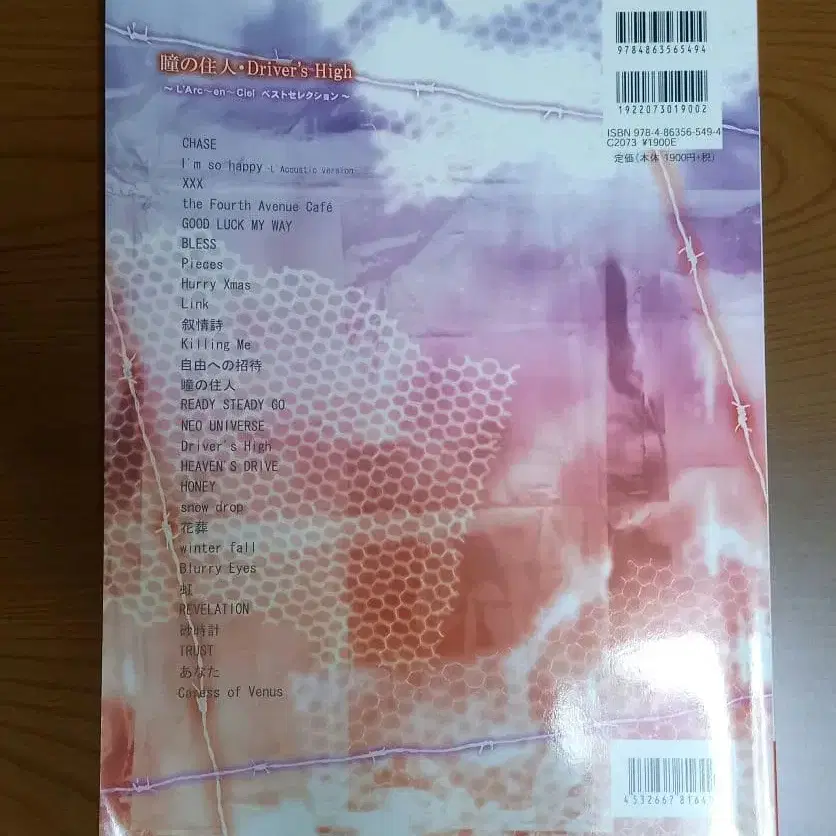 9784863565494
1922073019002
ISBN 978-4-86356-549-4
C2073 ¥1900E
定価(本体 1900円+税)
瞳の住人・Driver's High
～L'Arc～en～Ciel ベストセレクション～
CHASE
I'm so happy -L'Acoustic version-
XXX
the Fourth Avenue Café
GOOD LUCK MY WAY
BLESS
Pieces
Hurry Xmas
Link
叙情詩
Killing Me
自由への招待
瞳の住人
READY STEADY GO
NEO UNIVERSE
Driver's High
HEAVEN'S DRIVE
HONEY
snow drop
花葬
winter fall
Blurry Eyes
虹
REVELATION
砂時計
TRUST
あなた
Caress of Venus